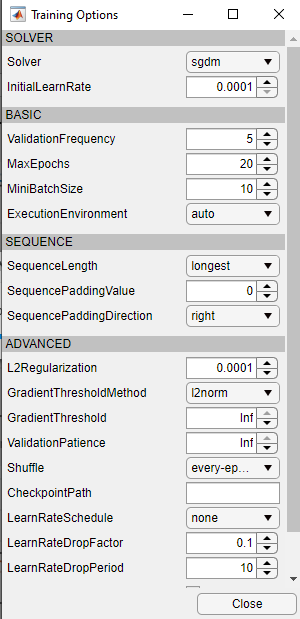 Training Options
SOLVER
Solver sgdm
InitialLearnRate 0.0001
BASIC
ValidationFrequency 5
MaxEpochs 20
MiniBatchSize 10
ExecutionEnvironment auto
SEQUENCE
SequenceLength longest
SequencePaddingValue 0
SequencePaddingDirection right
ADVANCED
L2Regularization 0.0001
GradientThresholdMethod l2norm
GradientThreshold Inf
ValidationPatience Inf
Shuffle every-ep...
CheckpointPath
LearnRateSchedule none
LearnRateDropFactor 0.1
LearnRateDropPeriod 10
Close